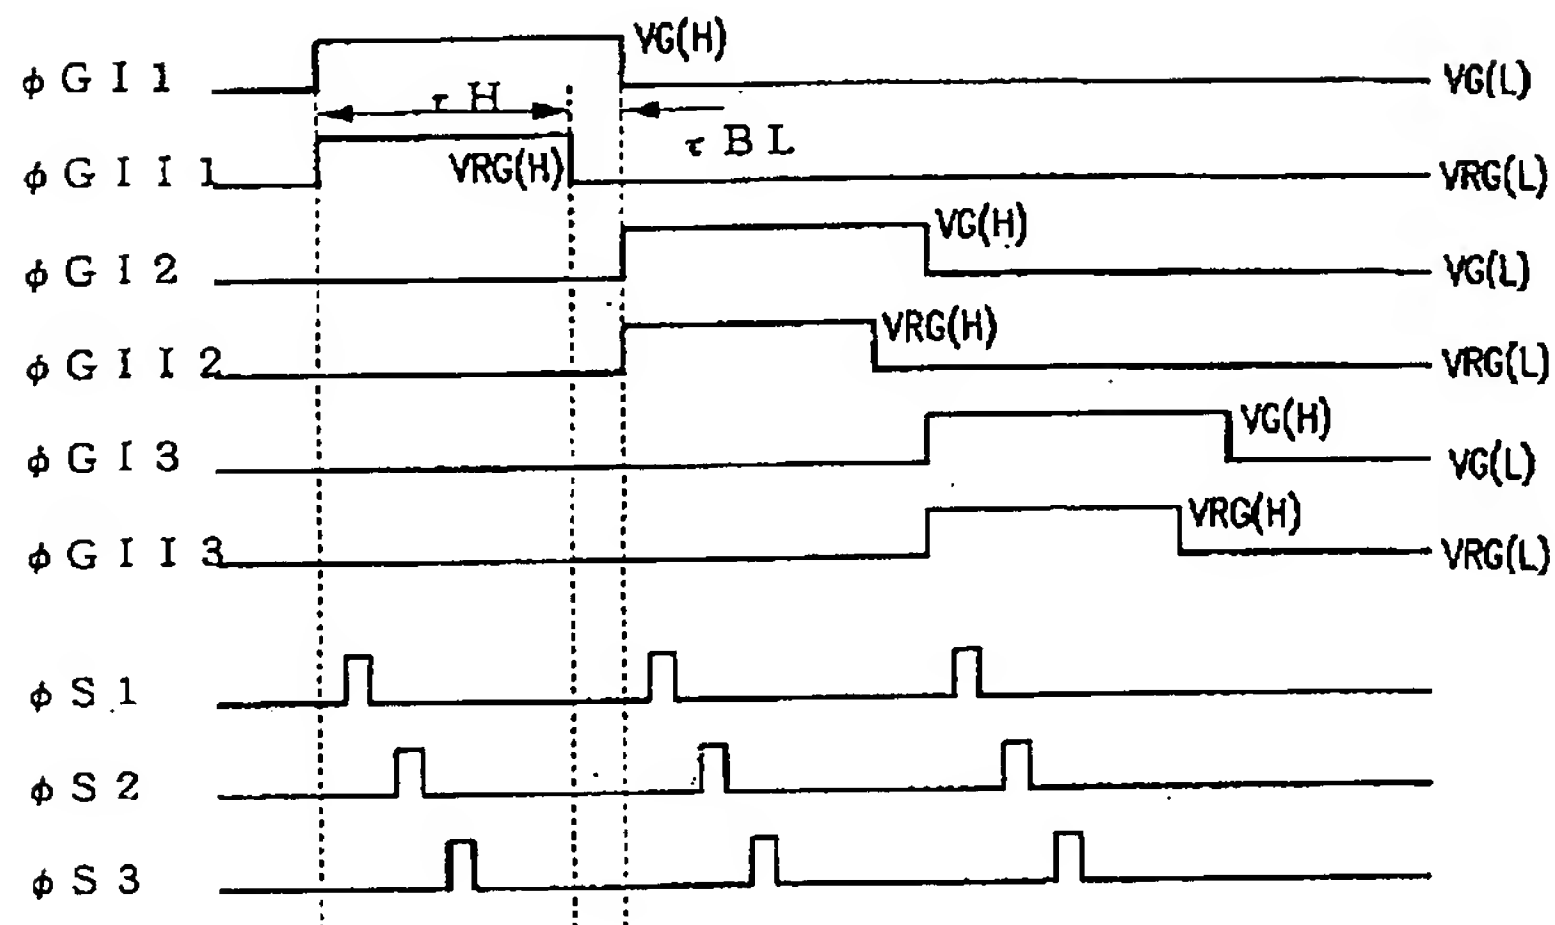 φGI1 VG(H) VG(L)
τH
τBL
φGII1 VRG(H) VRG(L)
φGI2 VG(H) VG(L)
φGII2 VRG(H) VRG(L)
φGI3 VG(H) VG(L)
φGII3 VRG(H) VRG(L)
φS1
φS2
φS3